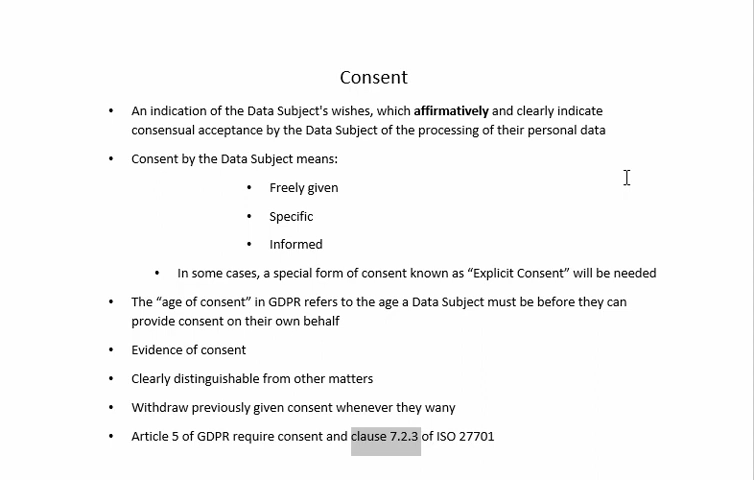 Consent
• An indication of the Data Subject's wishes, which affirmatively and clearly indicate
consensual acceptance by the Data Subject of the processing of their personal data
• Consent by the Data Subject means:
• Freely given
• Specific
• Informed
• In some cases, a special form of consent known as “Explicit Consent” will be needed
• The “age of consent” in GDPR refers to the age a Data Subject must be before they can
provide consent on their own behalf
• Evidence of consent
• Clearly distinguishable from other matters
• Withdraw previously given consent whenever they wany
• Article 5 of GDPR require consent and clause 7.2.3 of ISO 27701